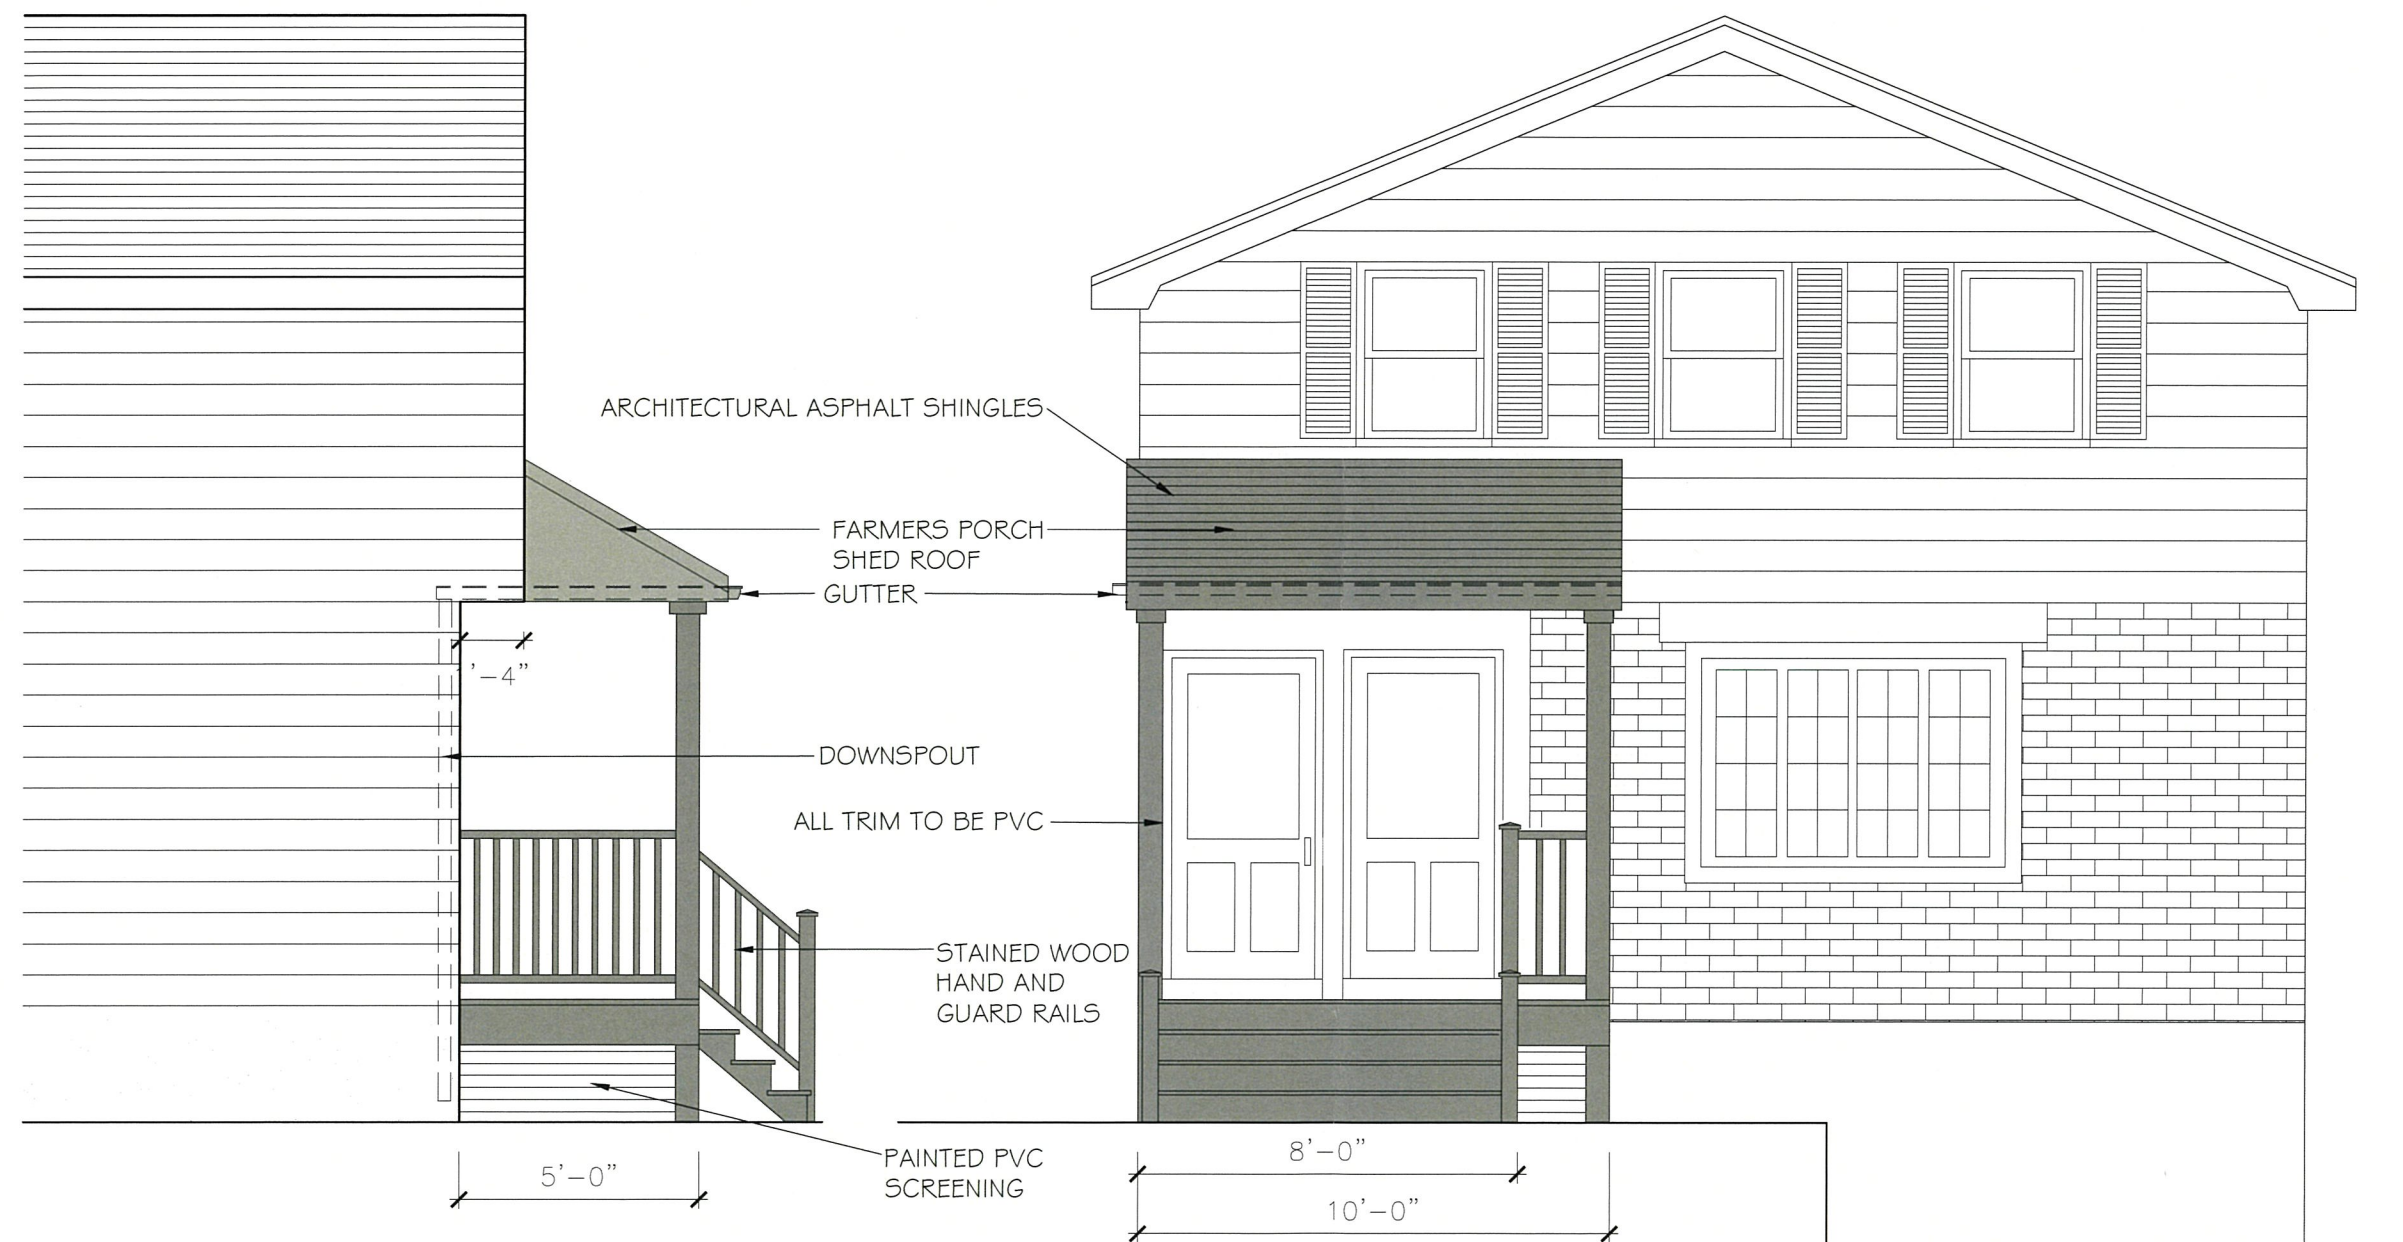 ARCHITECTURAL ASPHALT SHINGLES
FARMERS PORCH
SHED ROOF
GUTTER
'-4"
DOWNSPOUT
ALL TRIM TO BE PVC
STAINED WOOD
HAND AND
GUARD RAILS
PAINTED PVC
SCREENING
5'-0"
8'-0"
10'-0"